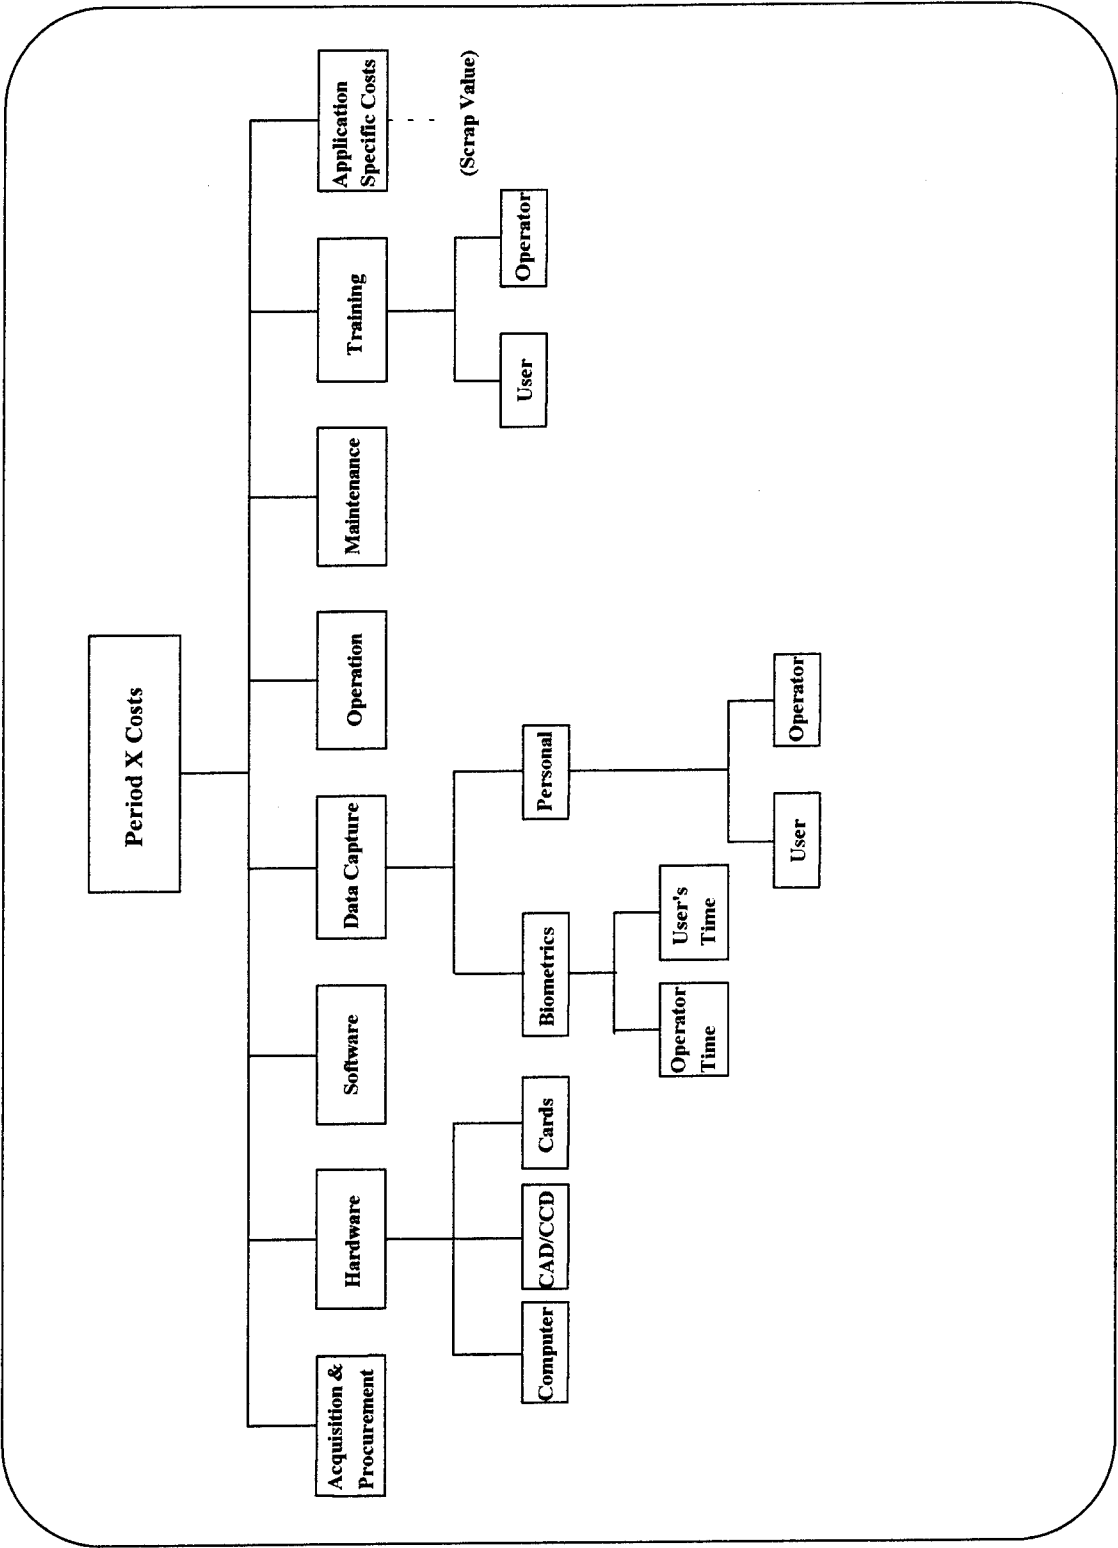 Period X Costs
Acquisition &
Procurement
Hardware
Software
Data Capture
Operation
Maintenance
Training
Application
Specific Costs
(Scrap Value)
Computer
CAD/CCD
Cards
Biometrics
Personal
User
Operator
Operator
Time
User's
Time
User
Operator